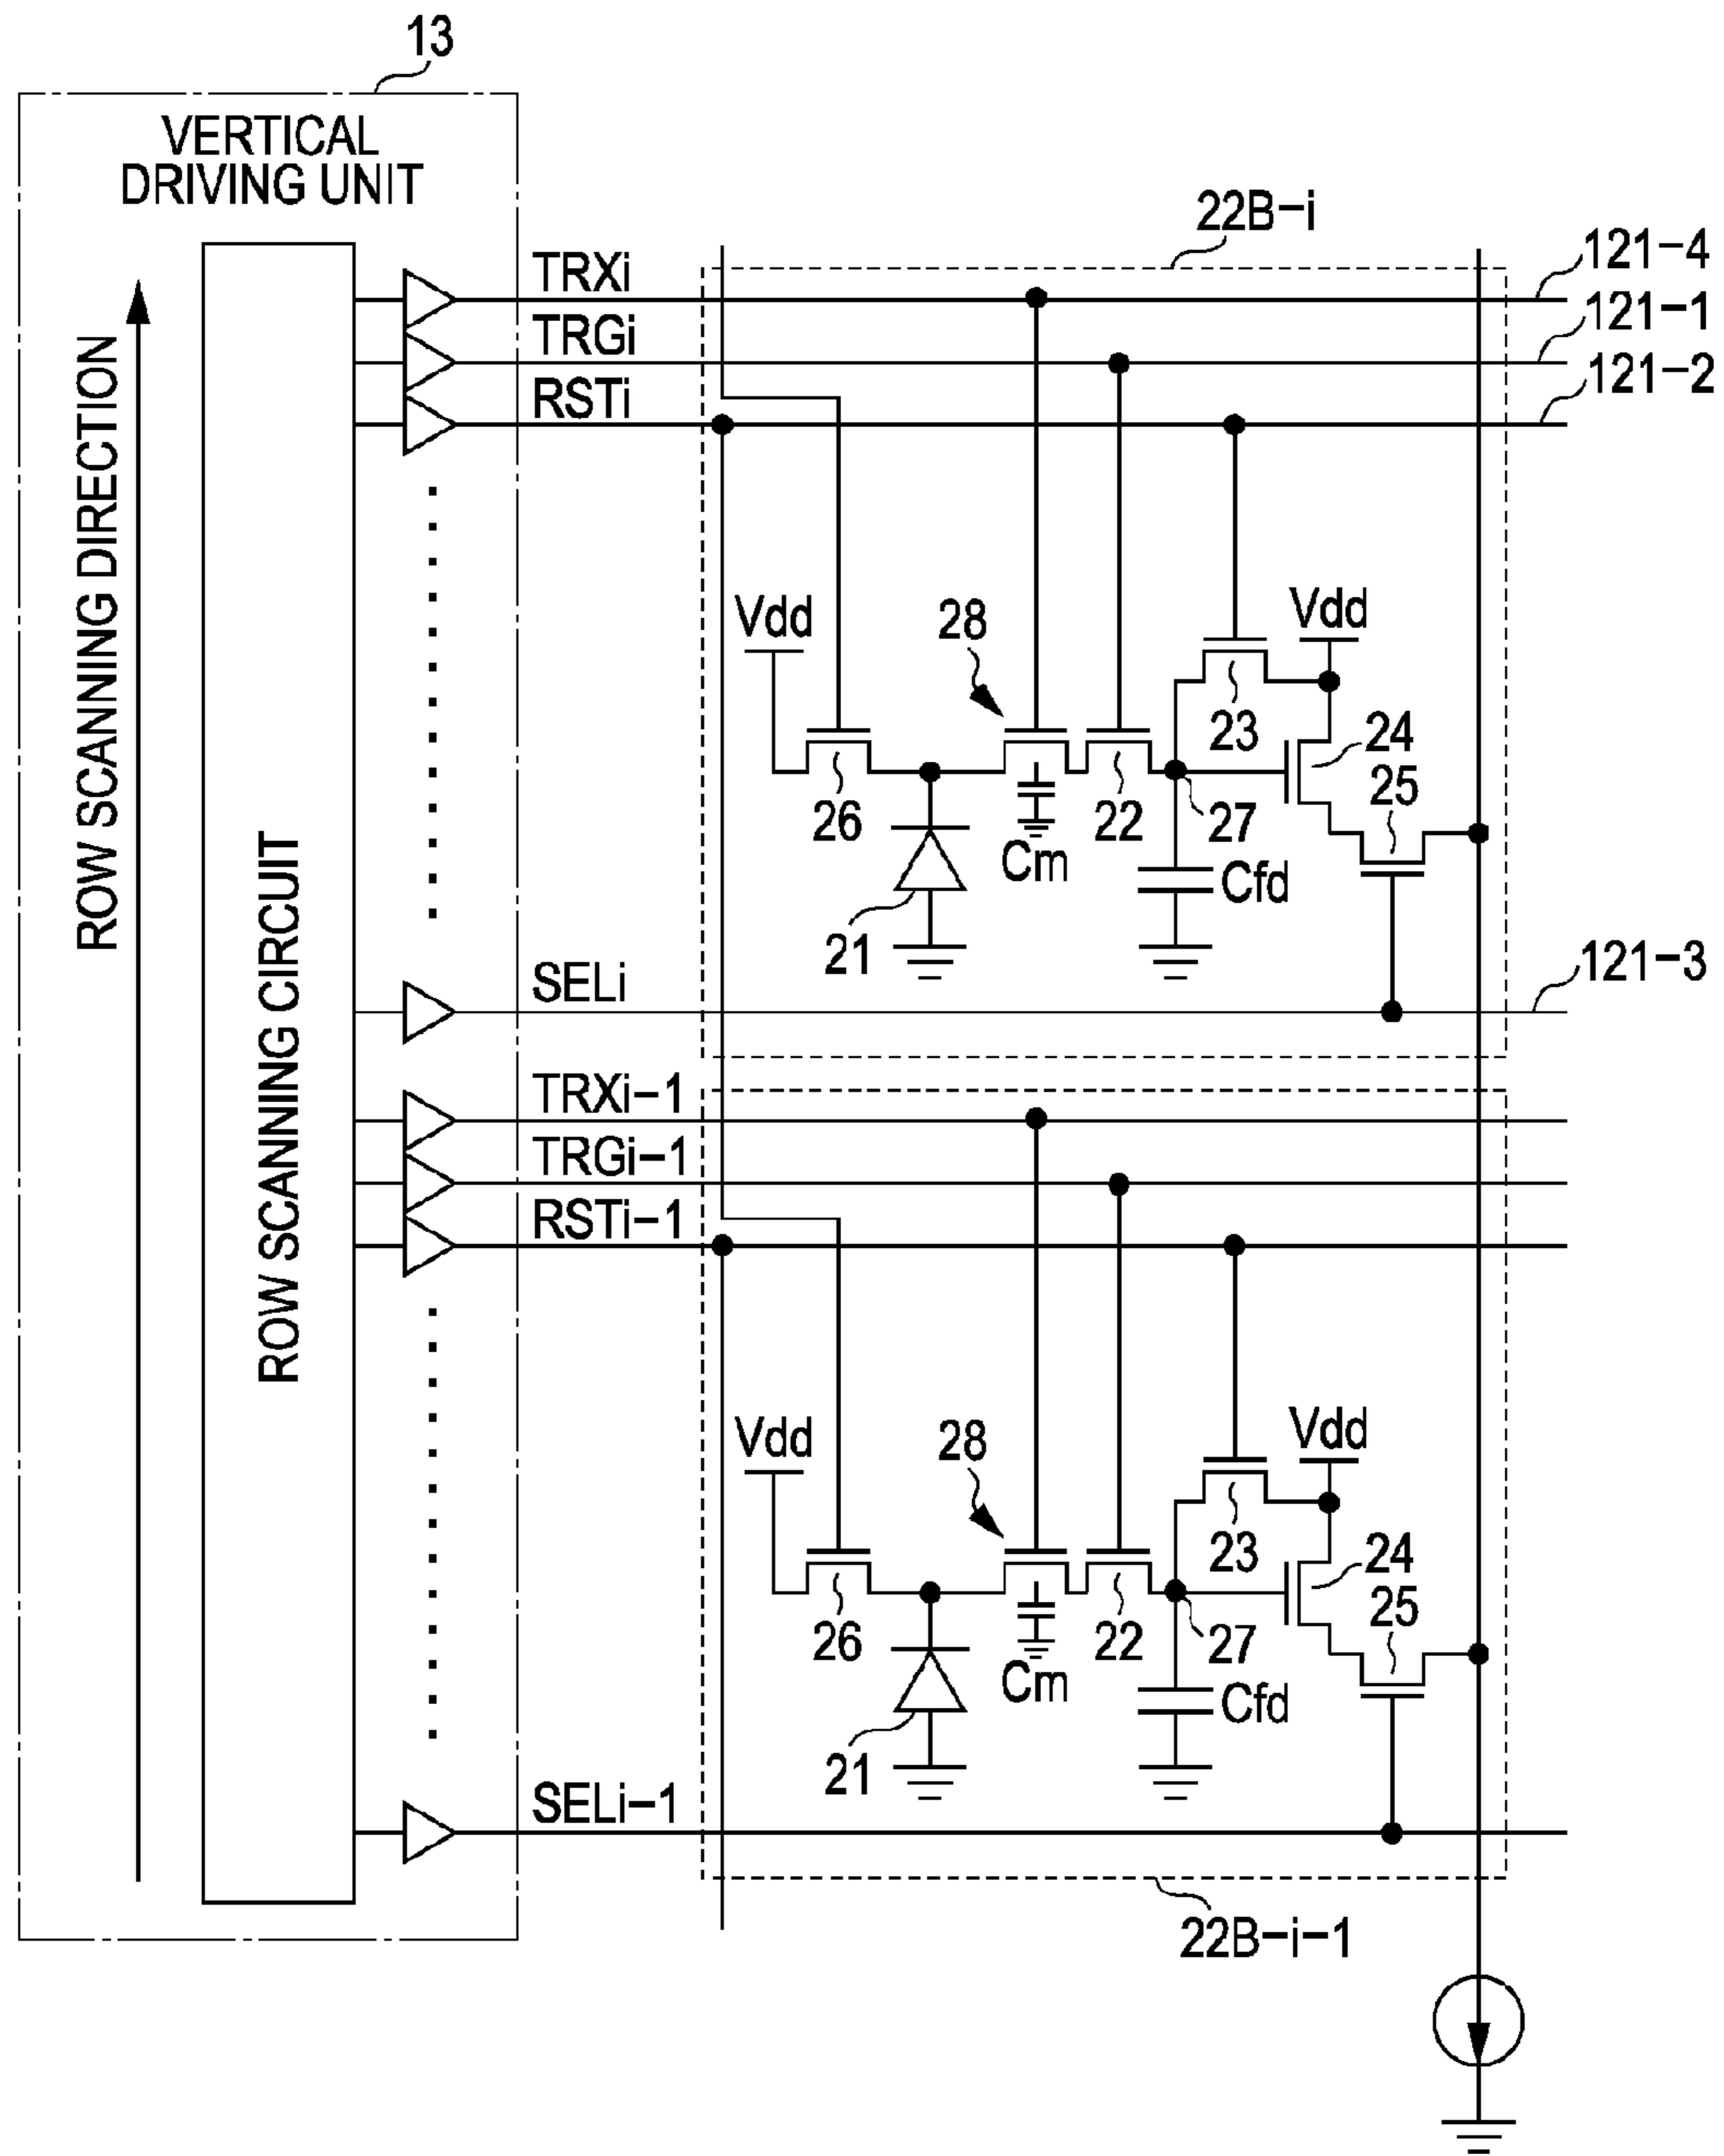 13
VERTICAL
DRIVING UNIT
ROW SCANNING DIRECTION
ROW SCANNING CIRCUIT
22B-i
TRXi
121-4
TRGi
121-1
RSTi
121-2
Vdd
28
Vdd
23
24
26
22
27
25
Cm
Cfd
21
SELi
121-3
TRXi-1
TRGi-1
RSTi-1
Vdd
28
Vdd
23
24
26
22
27
25
Cm
Cfd
21
SELi-1
22B-i-1